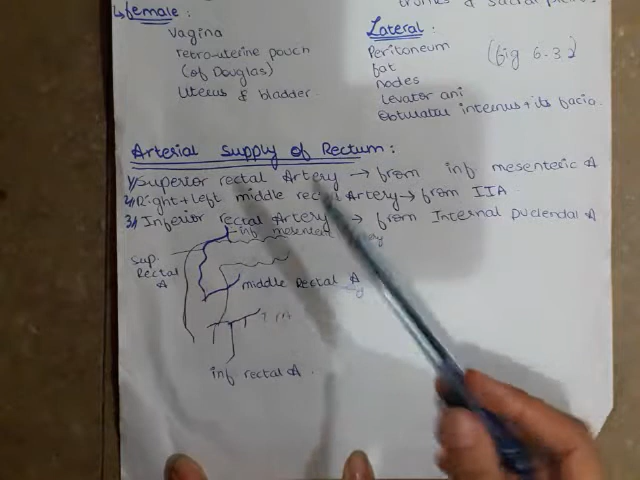 female:
Vagina
retro-uterine pouch
(of Douglas)
Uterus & bladder.
Lateral:
Peritoneum
fat
nodes
Levator ani
Obturator internus + its facia.
(fig 6.32)
Arterial Supply of Rectum:
1) Superior rectal Artery → from inf mesenteric A
2) Right + left middle rectal Artery → from IIA
3) Inferior rectal Artery → from Internal pudendal A
inf mesenteric
Sup.
Rectal
A
middle Rectal A
inf rectal A.